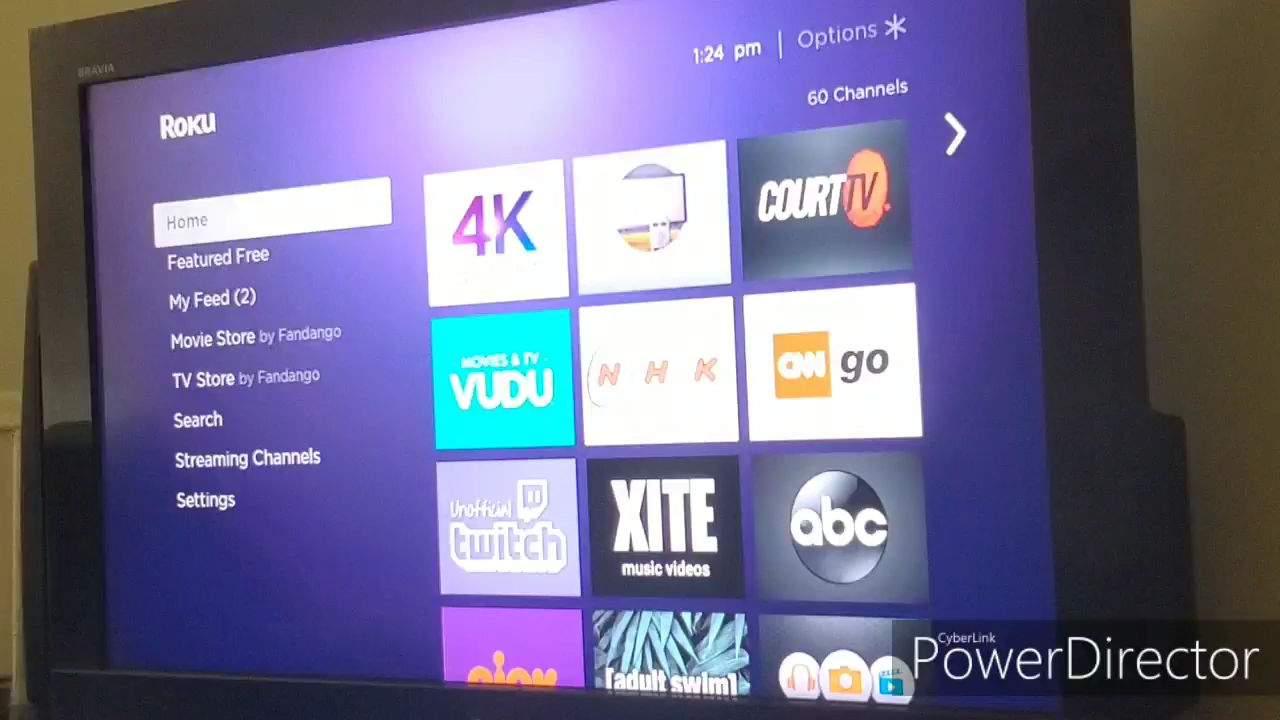 BRAVIA
1:24 pm | Options *
60 Channels
Roku
Home
Featured Free
My Feed (2)
Movie Store by Fandango
TV Store by Fandango
Search
Streaming Channels
Settings
4K
COURT TV
MOVIES & TV
VUDU
N H K
CNN go
Unofficial
twitch
XITE
music videos
abc
nick
[adult swim]
CyberLink
PowerDirector